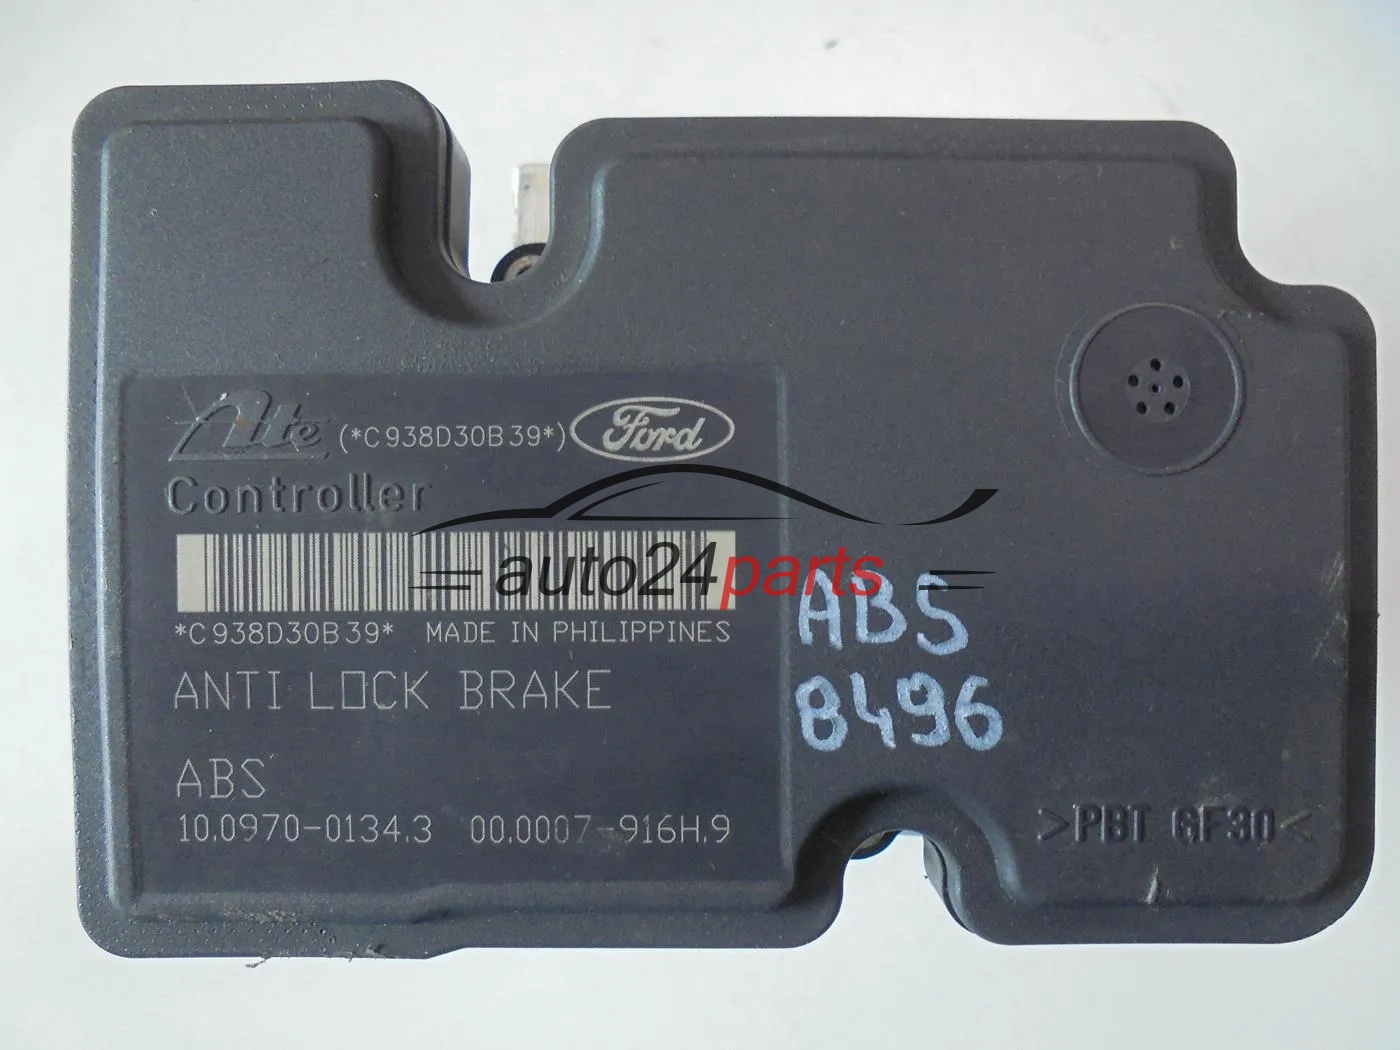 Ate (*C938D30B39*) Ford
Controller
auto24parts
*C938D30B39* MADE IN PHILIPPINES
ABS
8496
ANTI LOCK BRAKE
ABS
10.0970-0134.3 00.0007-916H.9
>PBT GF30<